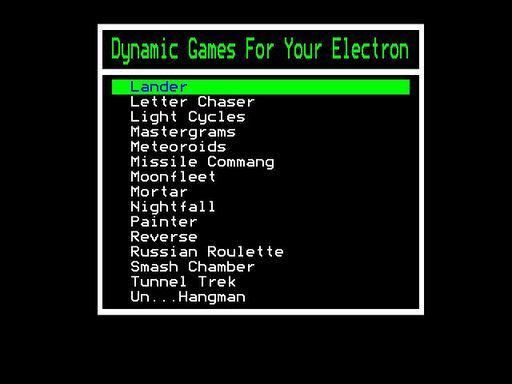 Dynamic Games For Your Electron
Lander
Letter Chaser
Light Cycles
Mastergrams
Meteoroids
Missile Commang
Moonfleet
Mortar
Nightfall
Painter
Reverse
Russian Roulette
Smash Chamber
Tunnel Trek
Un...Hangman